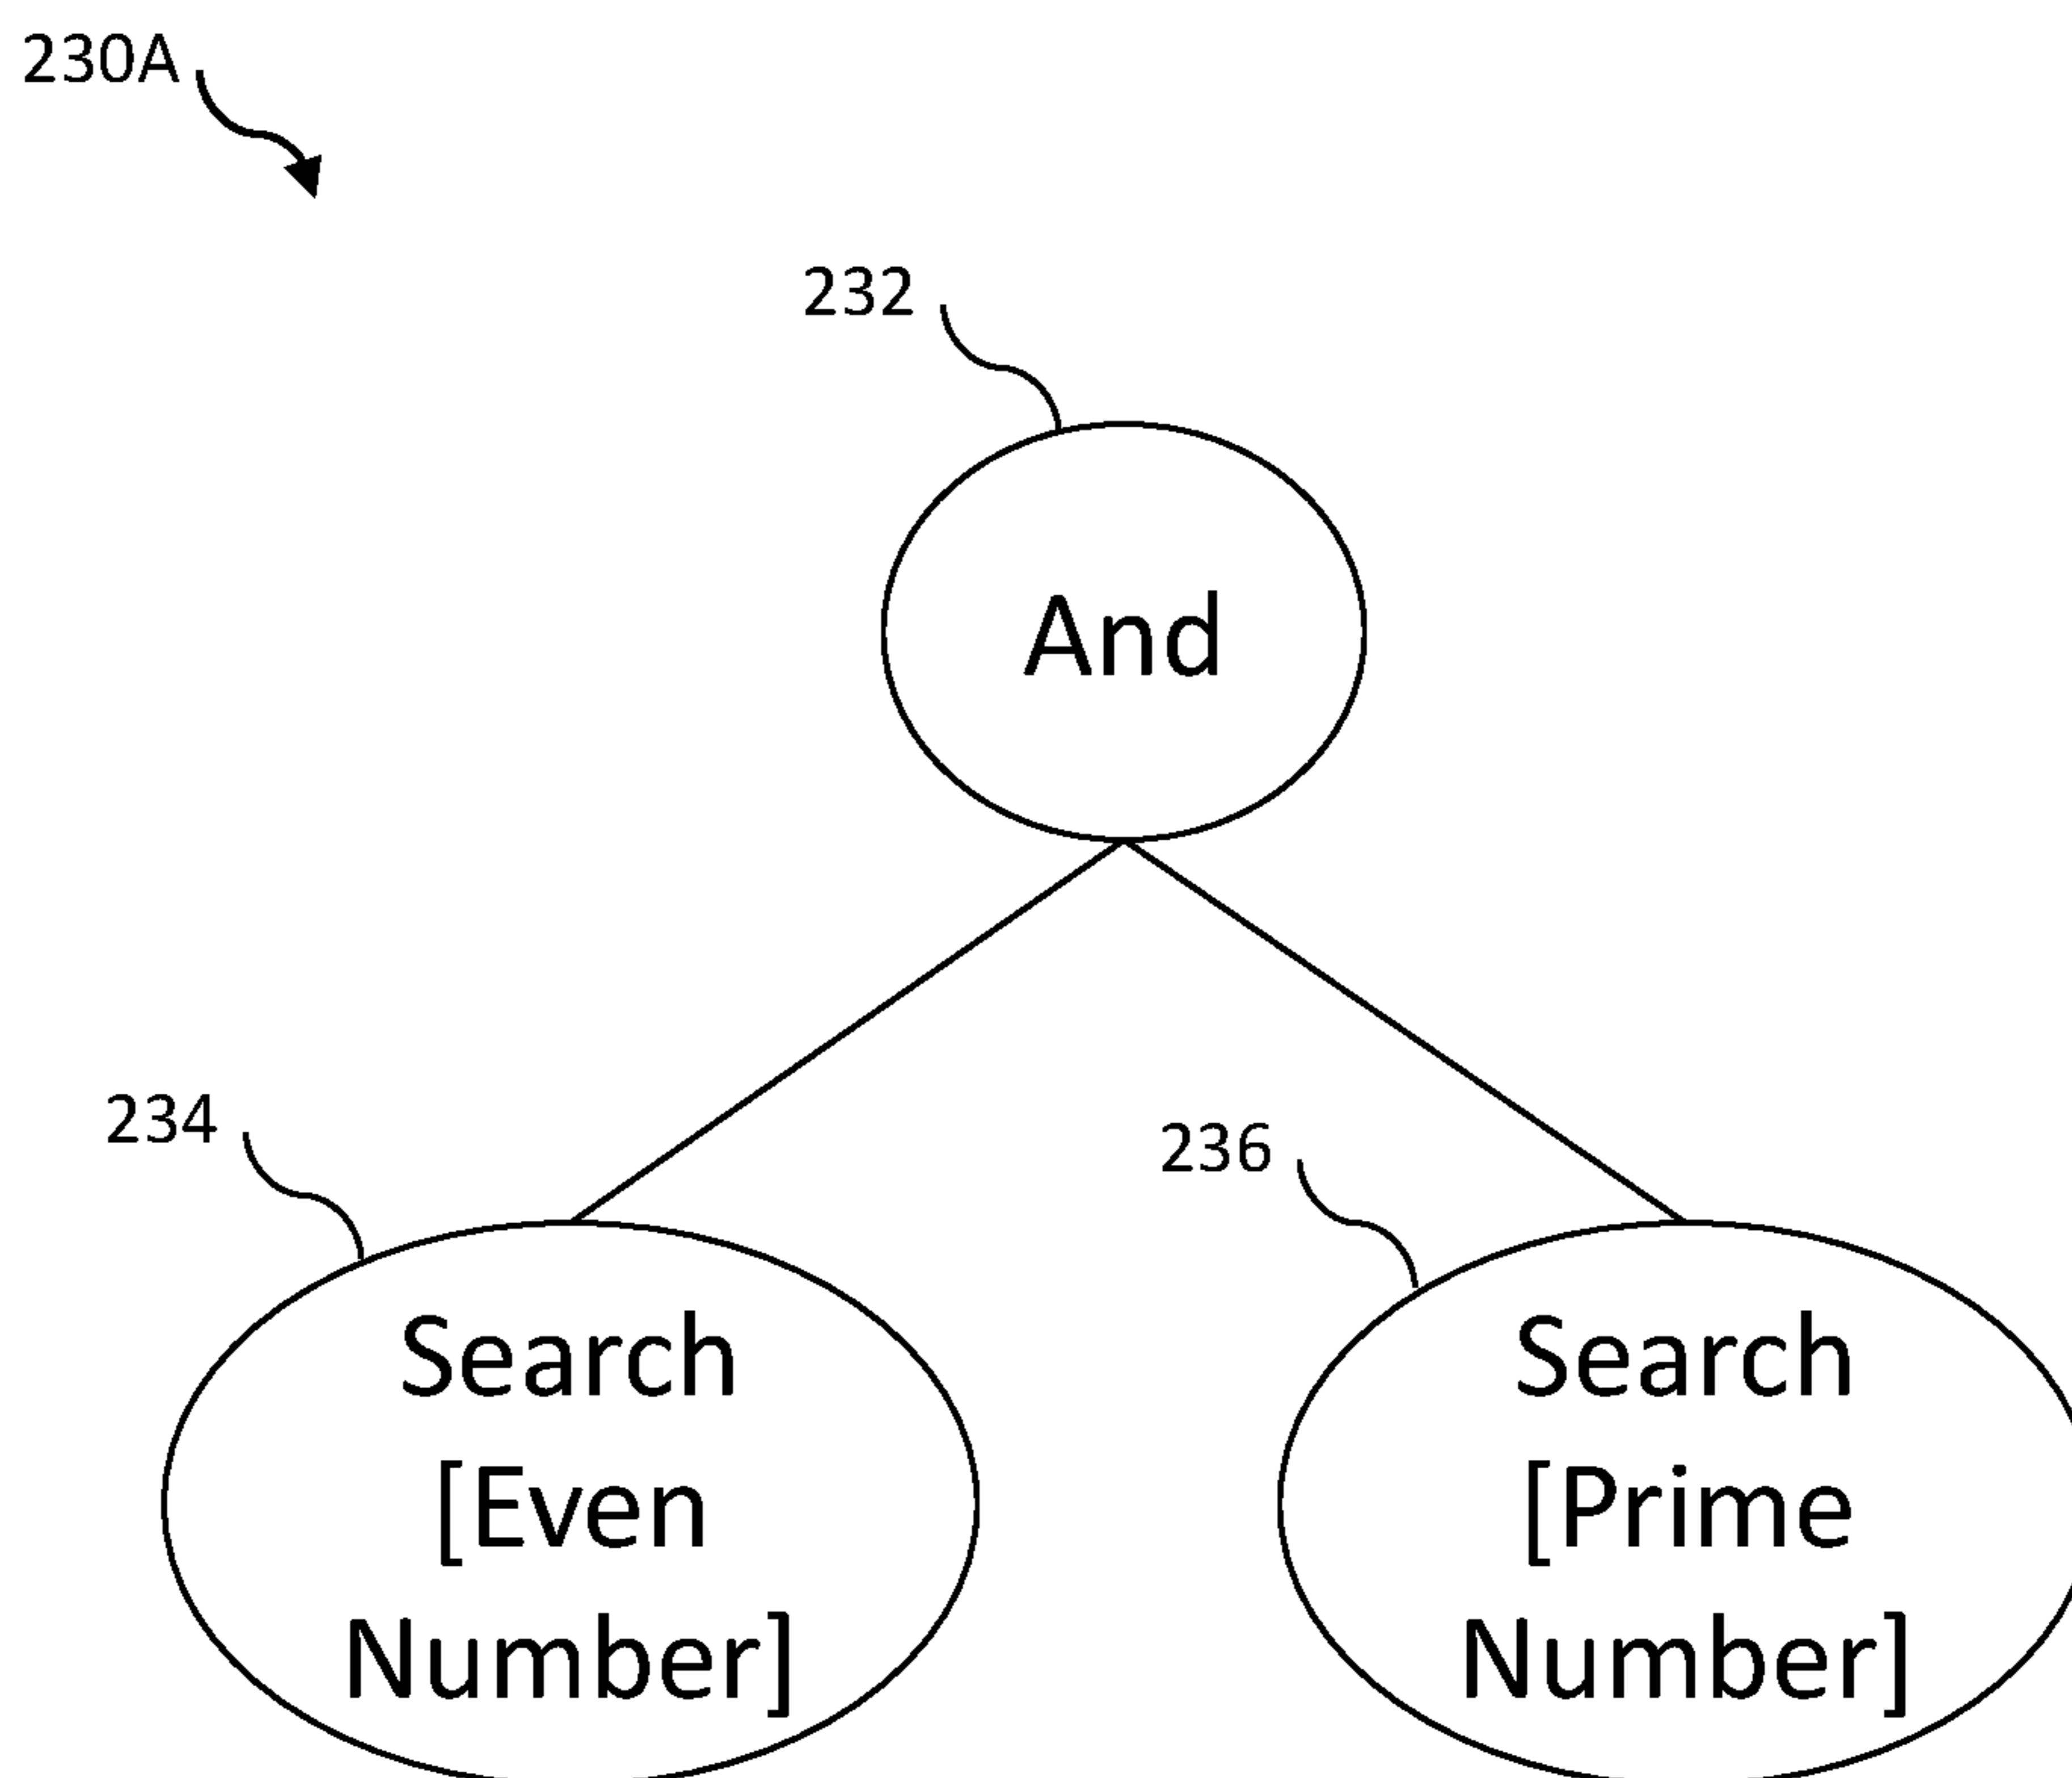 230A
232
And
234
236
Search
[Even
Number]
Search
[Prime
Number]